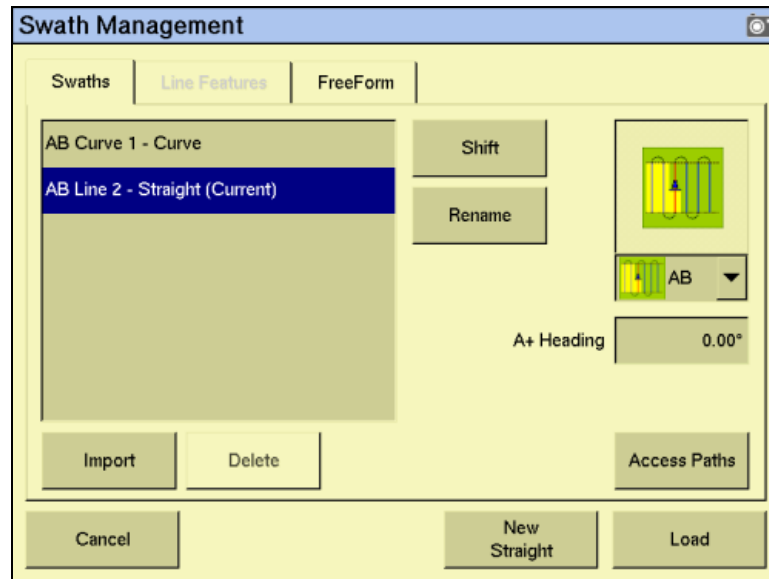 Swath Management
Swaths
Line Features
FreeForm
AB Curve 1 - Curve
AB Line 2 - Straight (Current)
Shift
Rename
AB
A+ Heading
0.00°
Import
Delete
Access Paths
Cancel
New
Straight
Load